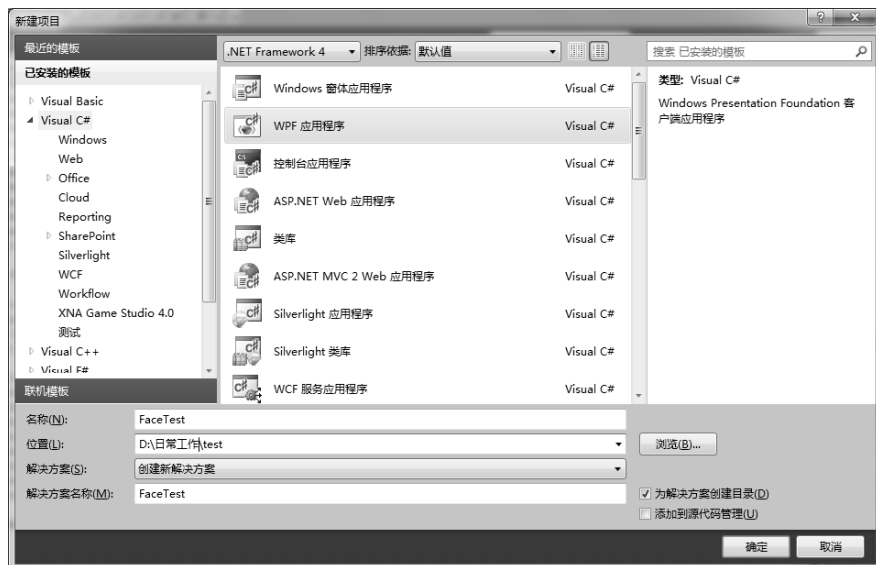 新建项目
最近的模板
已安装的模板
Visual Basic
Visual C#
Windows
Web
Office
Cloud
Reporting
SharePoint
Silverlight
WCF
Workflow
XNA Game Studio 4.0
测试
Visual C++
Visual F#
联机模板
.NET Framework 4 排序依据: 默认值
Windows 窗体应用程序 Visual C#
WPF 应用程序 Visual C#
控制台应用程序 Visual C#
ASP.NET Web 应用程序 Visual C#
类库 Visual C#
ASP.NET MVC 2 Web 应用程序 Visual C#
Silverlight 应用程序 Visual C#
Silverlight 类库 Visual C#
WCF 服务应用程序 Visual C#
搜索 已安装的模板
类型: Visual C#
Windows Presentation Foundation 客
户端应用程序
名称(N): FaceTest
位置(L): D:\日常工作\test 浏览(B)...
解决方案(S): 创建新解决方案
解决方案名称(M): FaceTest 为解决方案创建目录(D)
添加到源代码管理(U)
确定 取消